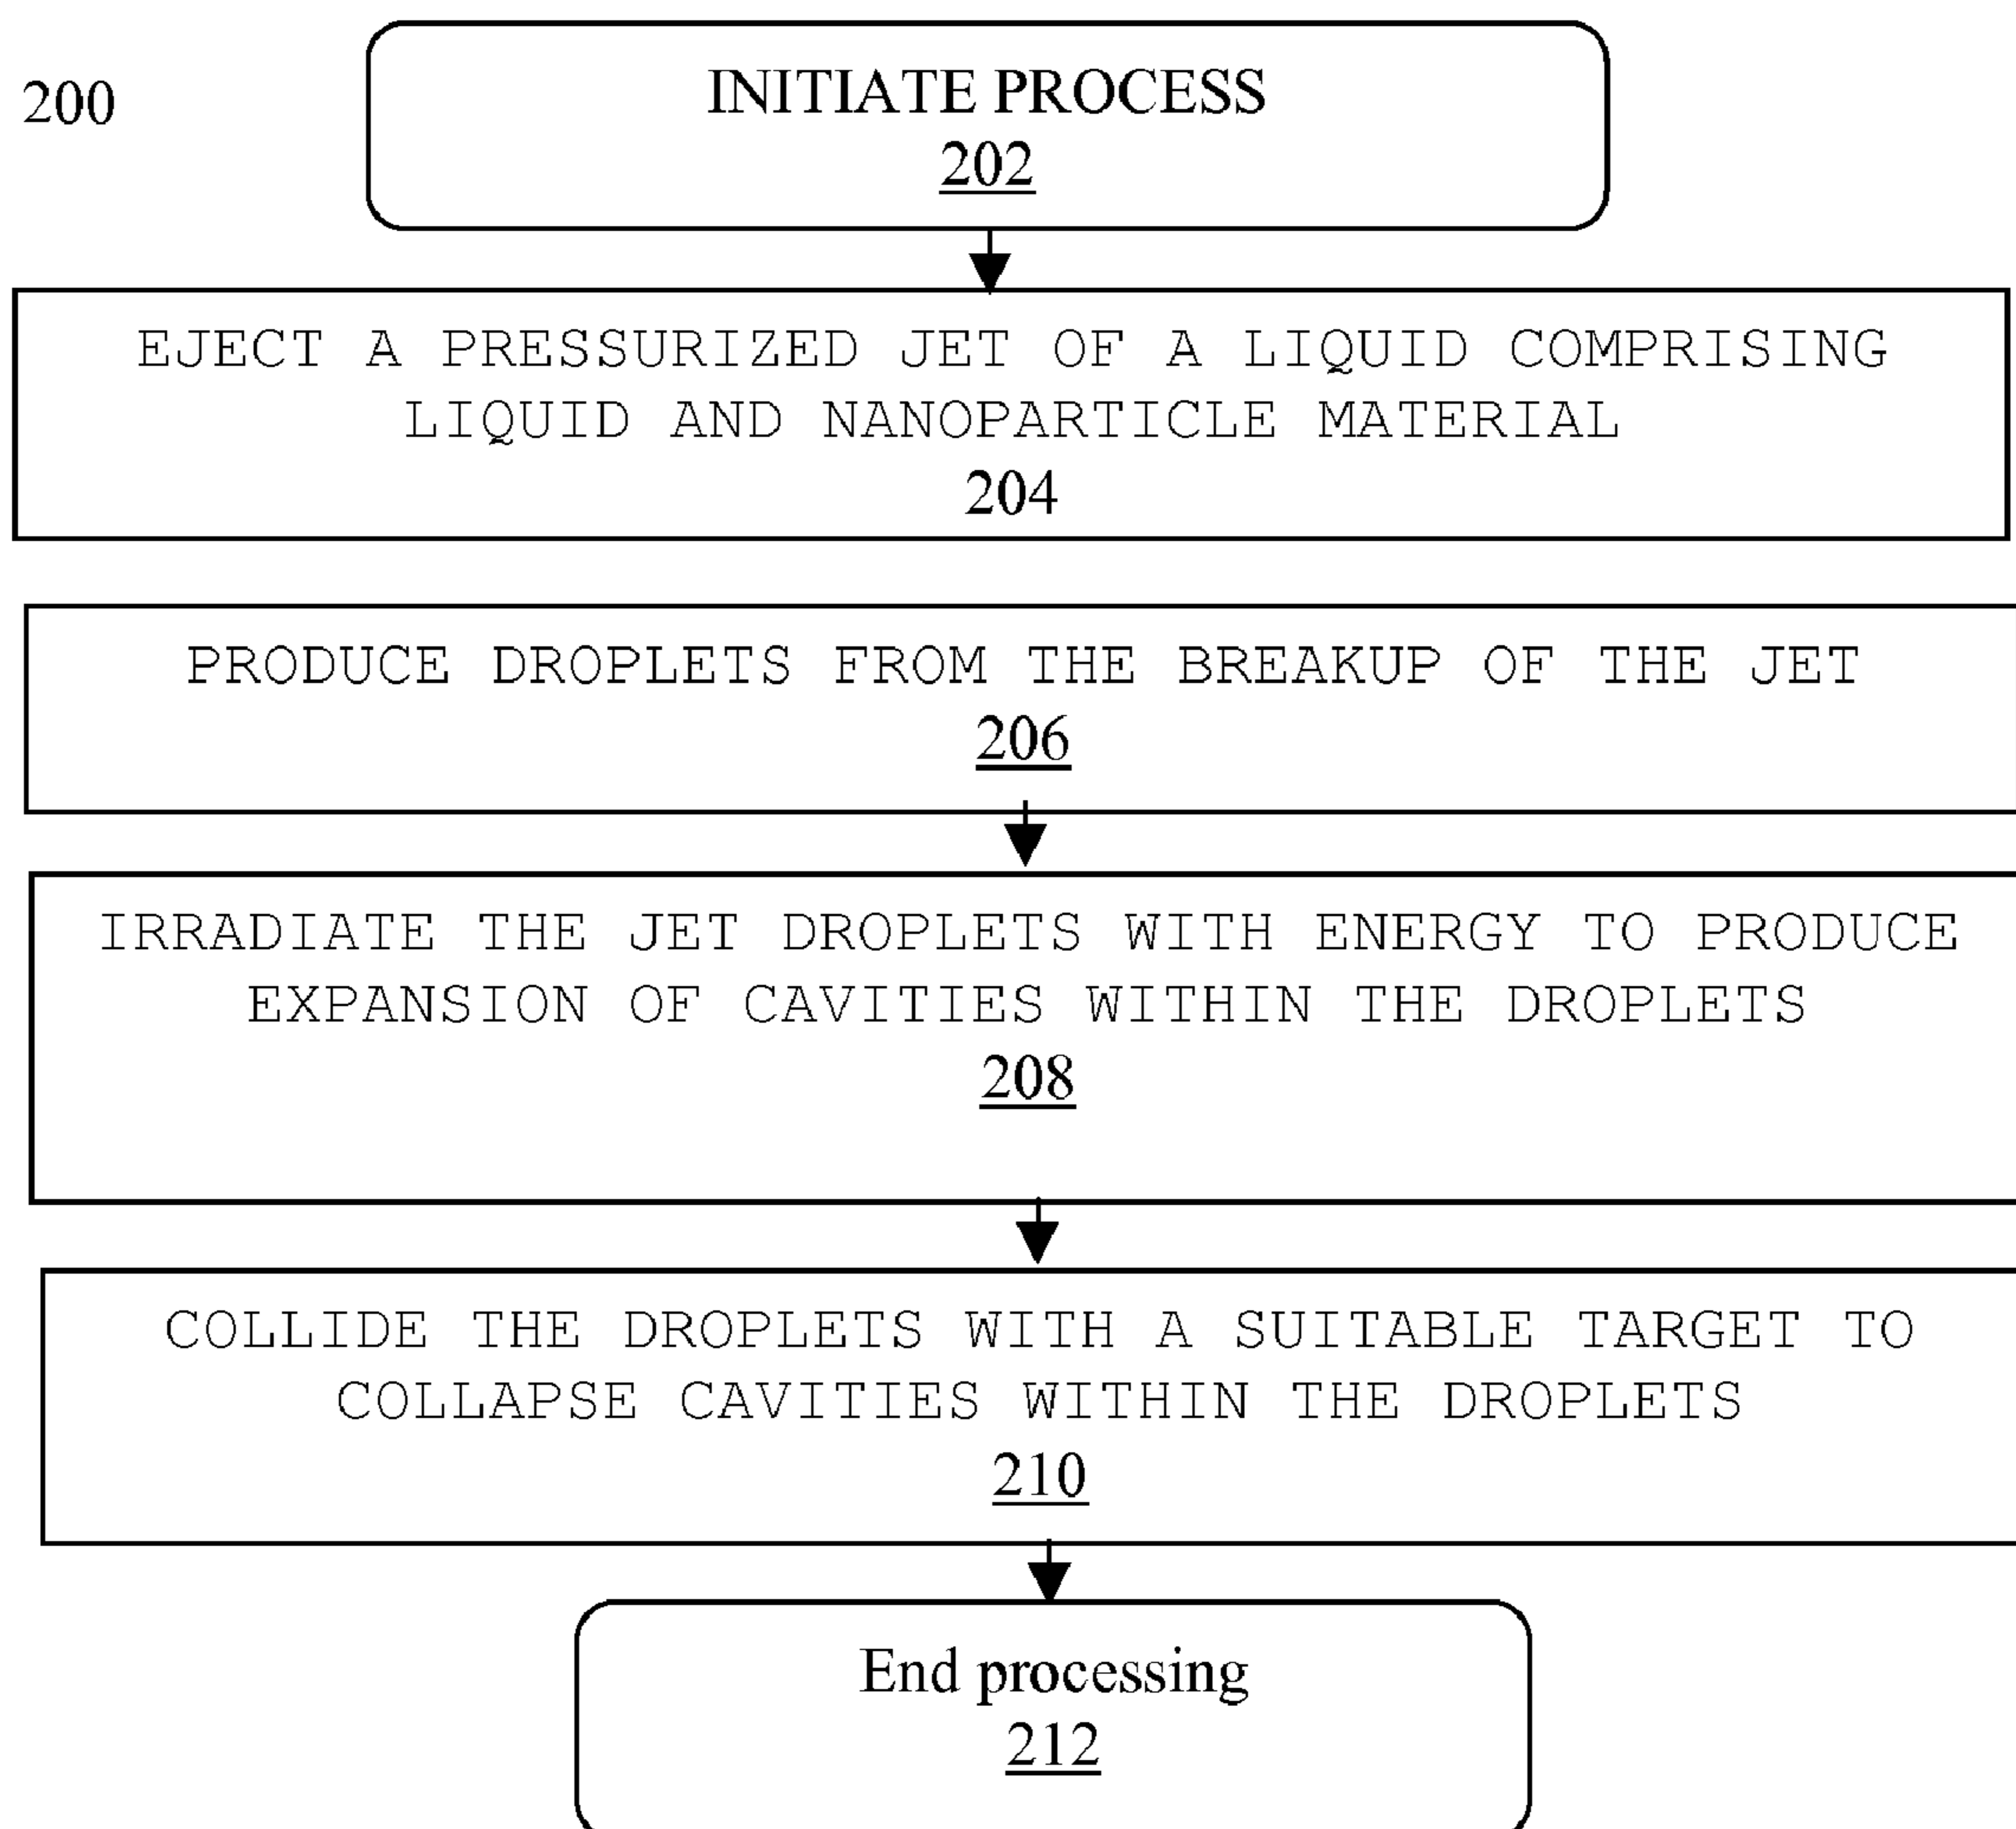 200
INITIATE PROCESS
202
EJECT A PRESSURIZED JET OF A LIQUID COMPRISING
LIQUID AND NANOPARTICLE MATERIAL
204
PRODUCE DROPLETS FROM THE BREAKUP OF THE JET
206
IRRADIATE THE JET DROPLETS WITH ENERGY TO PRODUCE
EXPANSION OF CAVITIES WITHIN THE DROPLETS
208
COLLIDE THE DROPLETS WITH A SUITABLE TARGET TO
COLLAPSE CAVITIES WITHIN THE DROPLETS
210
End processing
212